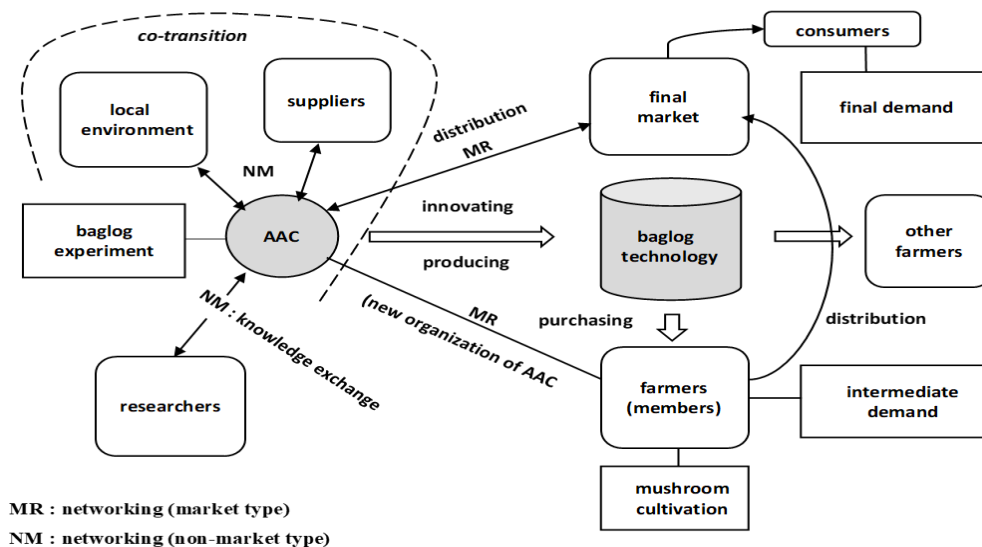 co-transition
local
environment
suppliers
NM
AAC
baglog
experiment
NM : knowledge exchange
researchers
distribution
MR
innovating
producing
MR
(new organization of AAC
final
market
consumers
final demand
baglog
technology
other
farmers
purchasing
distribution
farmers
(members)
intermediate
demand
mushroom
cultivation
MR : networking (market type)
NM : networking (non-market type)